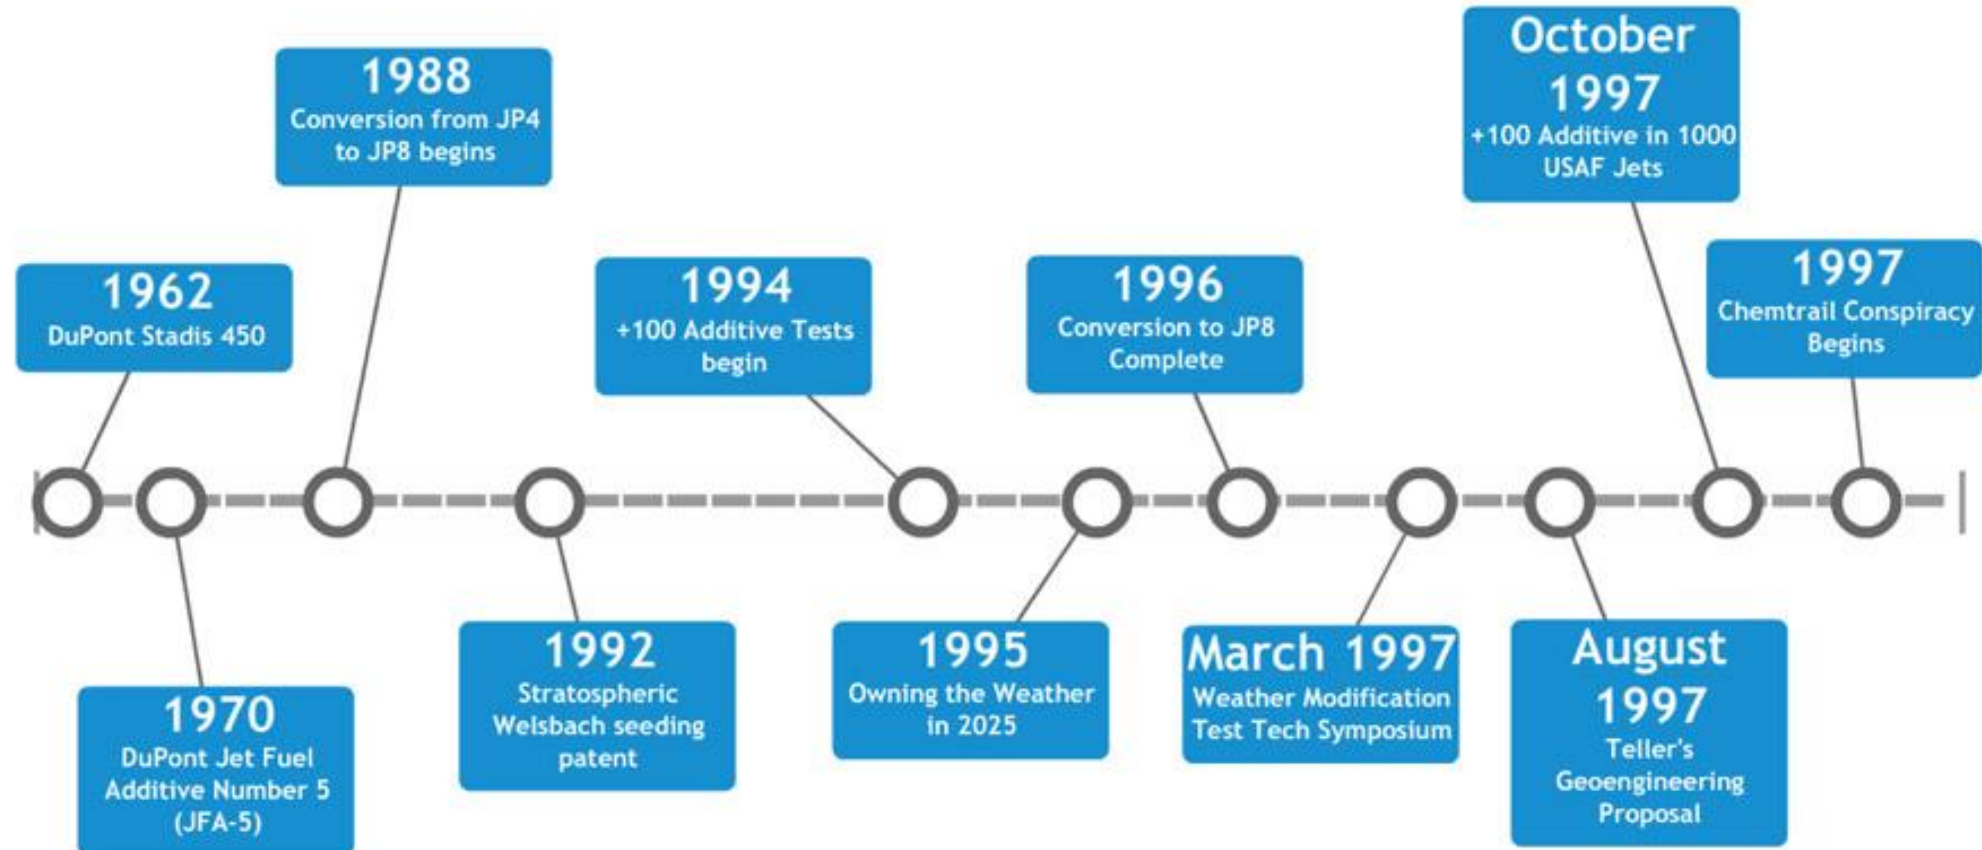 1962
DuPont Stadis 450
1970
DuPont Jet Fuel
Additive Number 5
(JFA-5)
1988
Conversion from JP4
to JP8 begins
1992
Stratospheric
Welsbach seeding
patent
1994
+100 Additive Tests
begin
1995
Owning the Weather
in 2025
1996
Conversion to JP8
Complete
March 1997
Weather Modification
Test Tech Symposium
August
1997
Teller's
Geoengineering
Proposal
October
1997
+100 Additive in 1000
USAF Jets
1997
Chemtrail Conspiracy
Begins